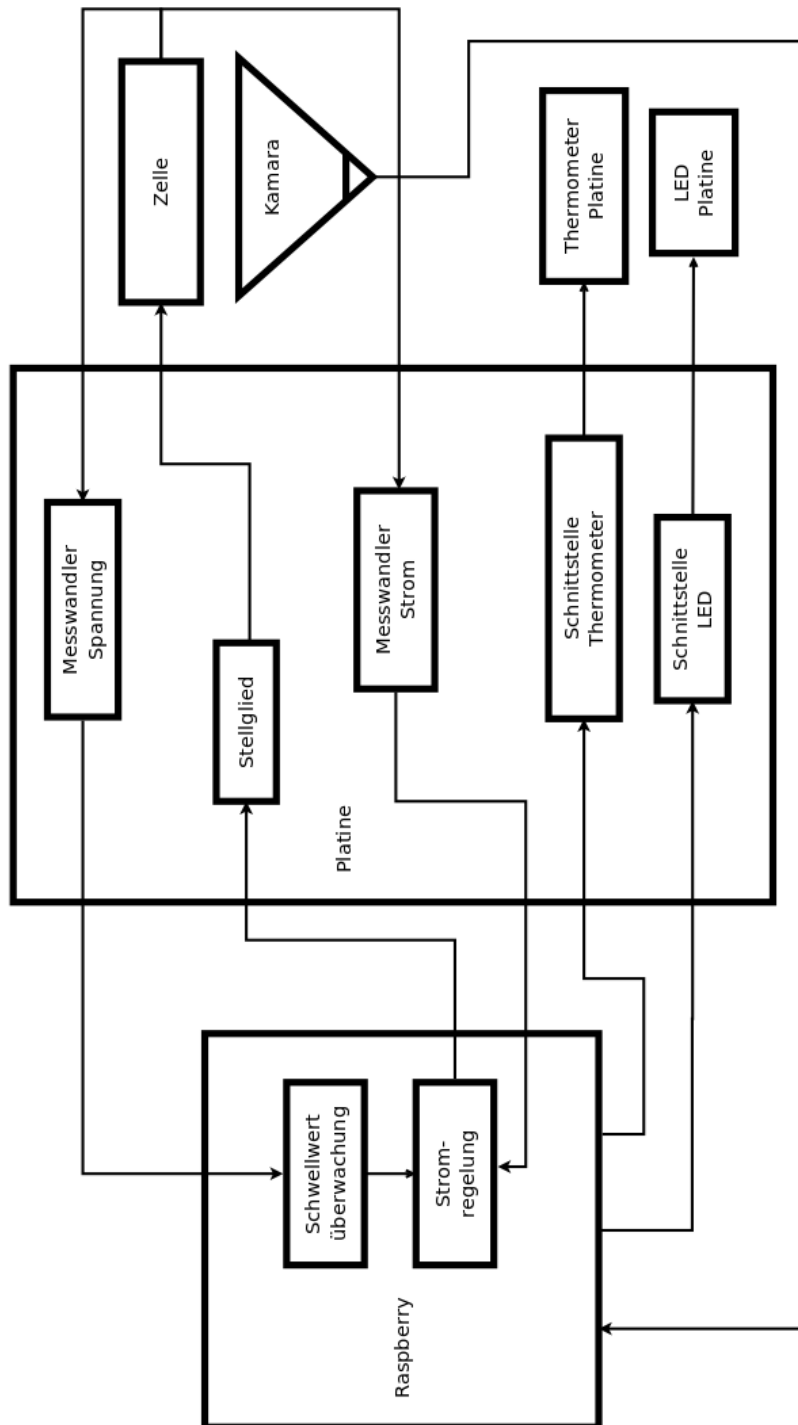 Raspberry
Schwellwert
überwachung
Strom-
regelung
Platine
Messwandler
Spannung
Stellglied
Messwandler
Strom
Schnittstelle
Thermometer
Schnittstelle
LED
Zelle
Kamara
Thermometer
Platine
LED
Platine